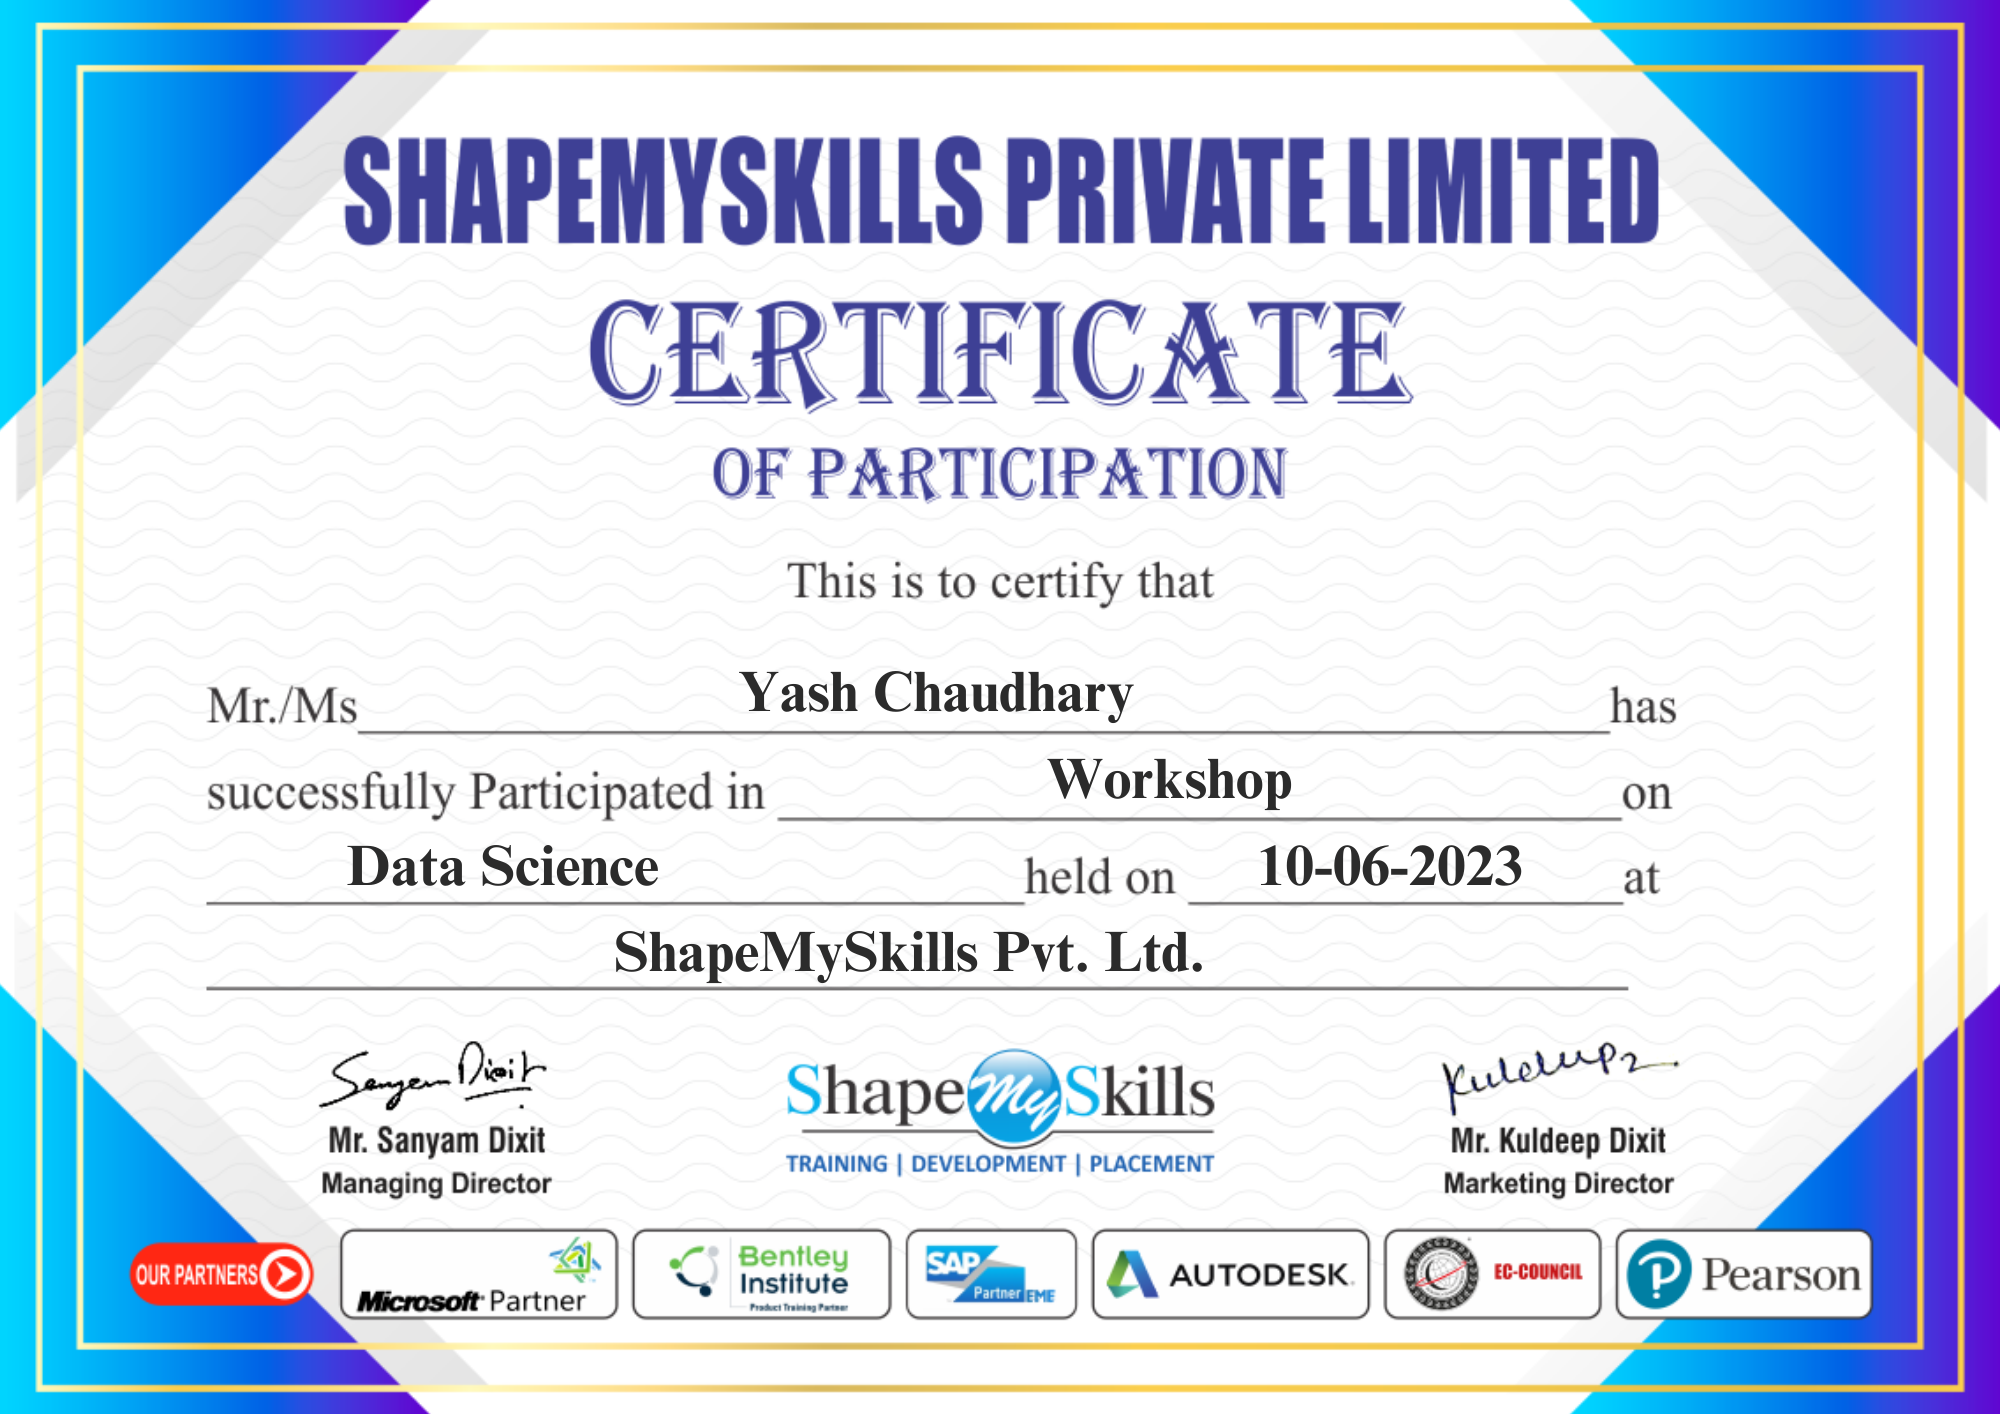 SHAPEMYSKILLS PRIVATE LIMITED
CERTIFICATE
OF PARTICIPATION
This is to certify that
Mr./Ms Yash Chaudhary has
successfully Participated in Workshop on
Data Science held on 10-06-2023 at
ShapeMySkills Pvt. Ltd.
Sanyam Dixit
Mr. Sanyam Dixit
Managing Director
ShapeMySkills
TRAINING | DEVELOPMENT | PLACEMENT
Mr. Kuldeep Dixit
Marketing Director
OUR PARTNERS
Microsoft Partner
Bentley
Institute
Product Training Partner
SAP
Partner EME
AUTODESK.
EC-COUNCIL
Pearson